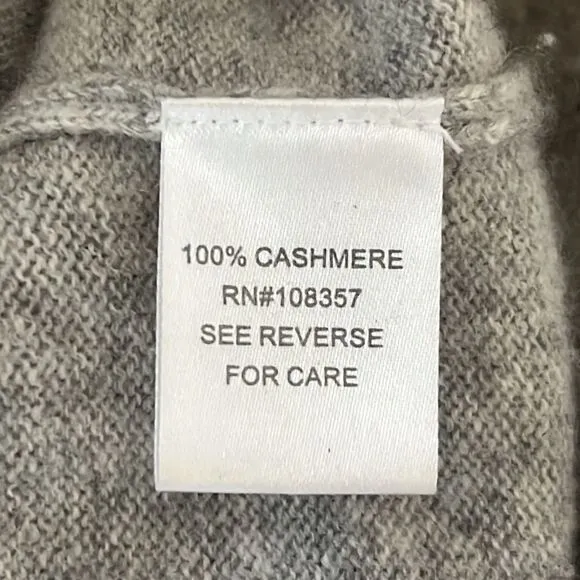 100% CASHMERE
RN#108357
SEE REVERSE
FOR CARE